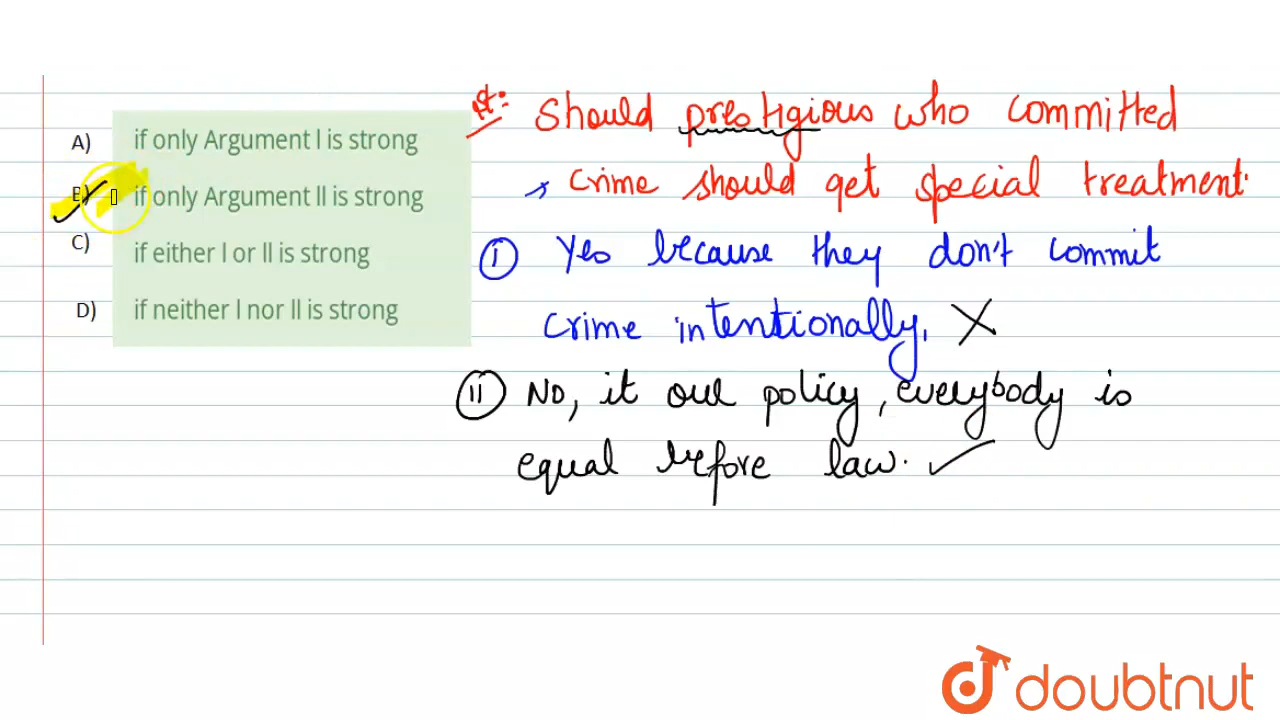 A) if only Argument I is strong
B) if only Argument II is strong
C) if either I or II is strong
D) if neither I nor II is strong
st: Should prestigious who committed
crime should get special treatment.
(i) Yes because they don't commit
crime intentionally.
(ii) No, it our policy, everybody is
equal before law.
doubtnut